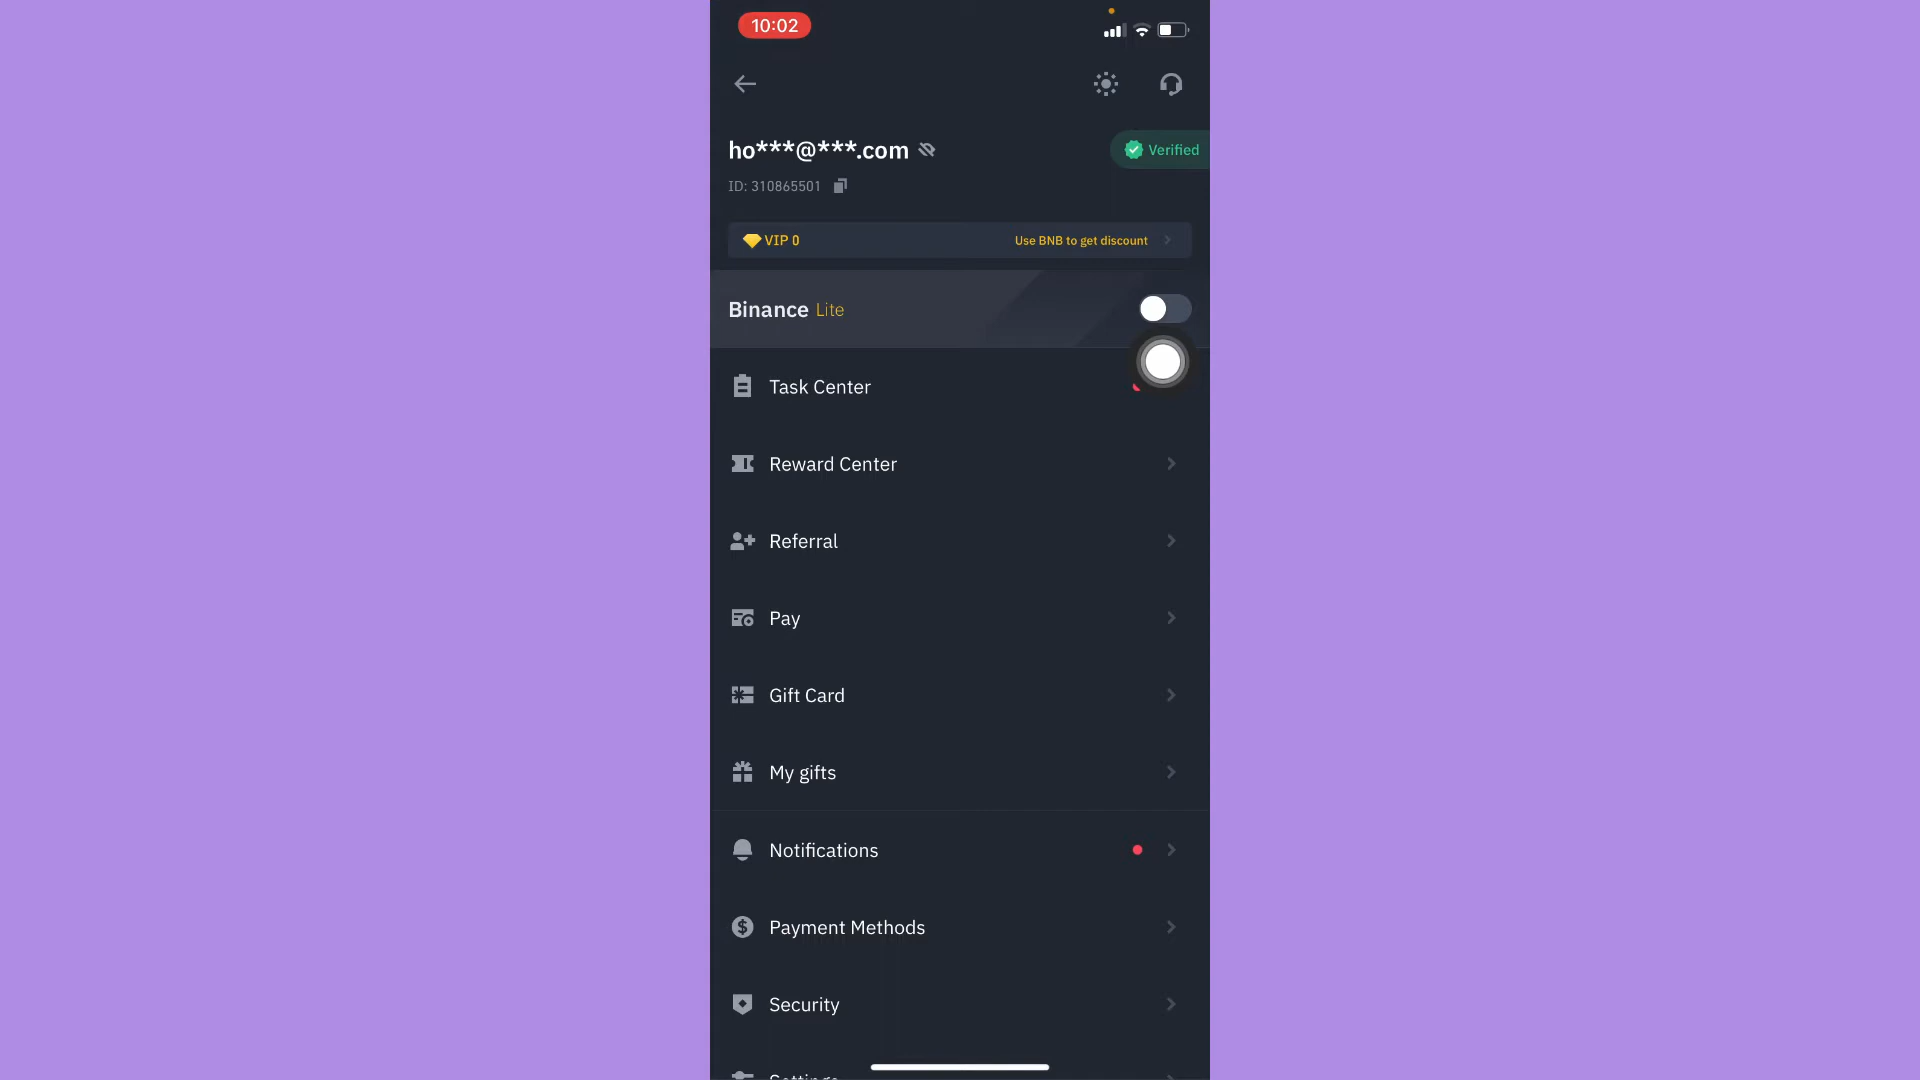 10:02
ho***@***.com
Verified
ID: 310865501
VIP 0
Use BNB to get discount
Binance Lite
Task Center
Reward Center
Referral
Pay
Gift Card
My gifts
Notifications
Payment Methods
Security
Settings